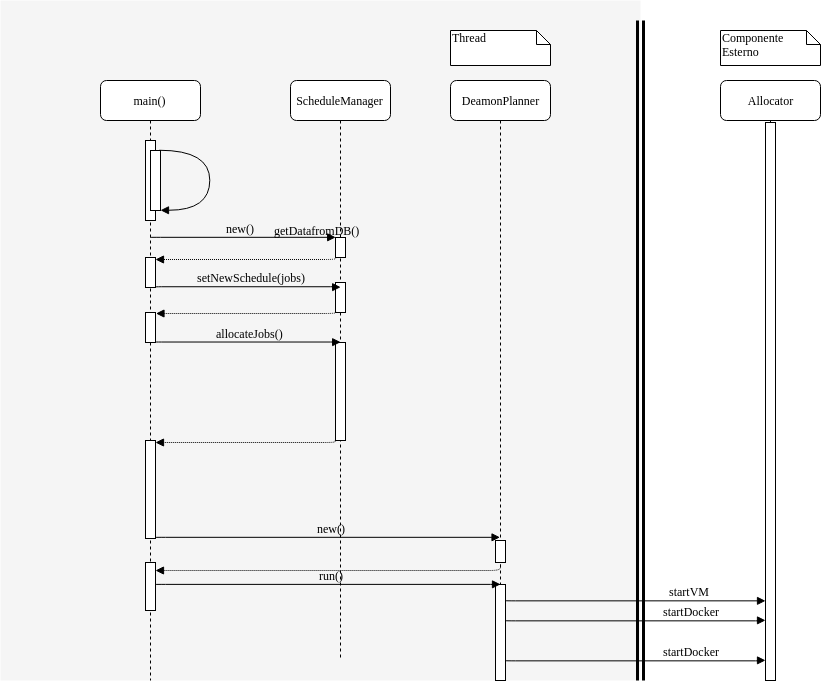 Thread
Componente
Esterno
main()
ScheduleManager
DeamonPlanner
Allocator
new()
getDatafromDB()
setNewSchedule(jobs)
allocateJobs()
new()
run()
startVM
startDocker
startDocker